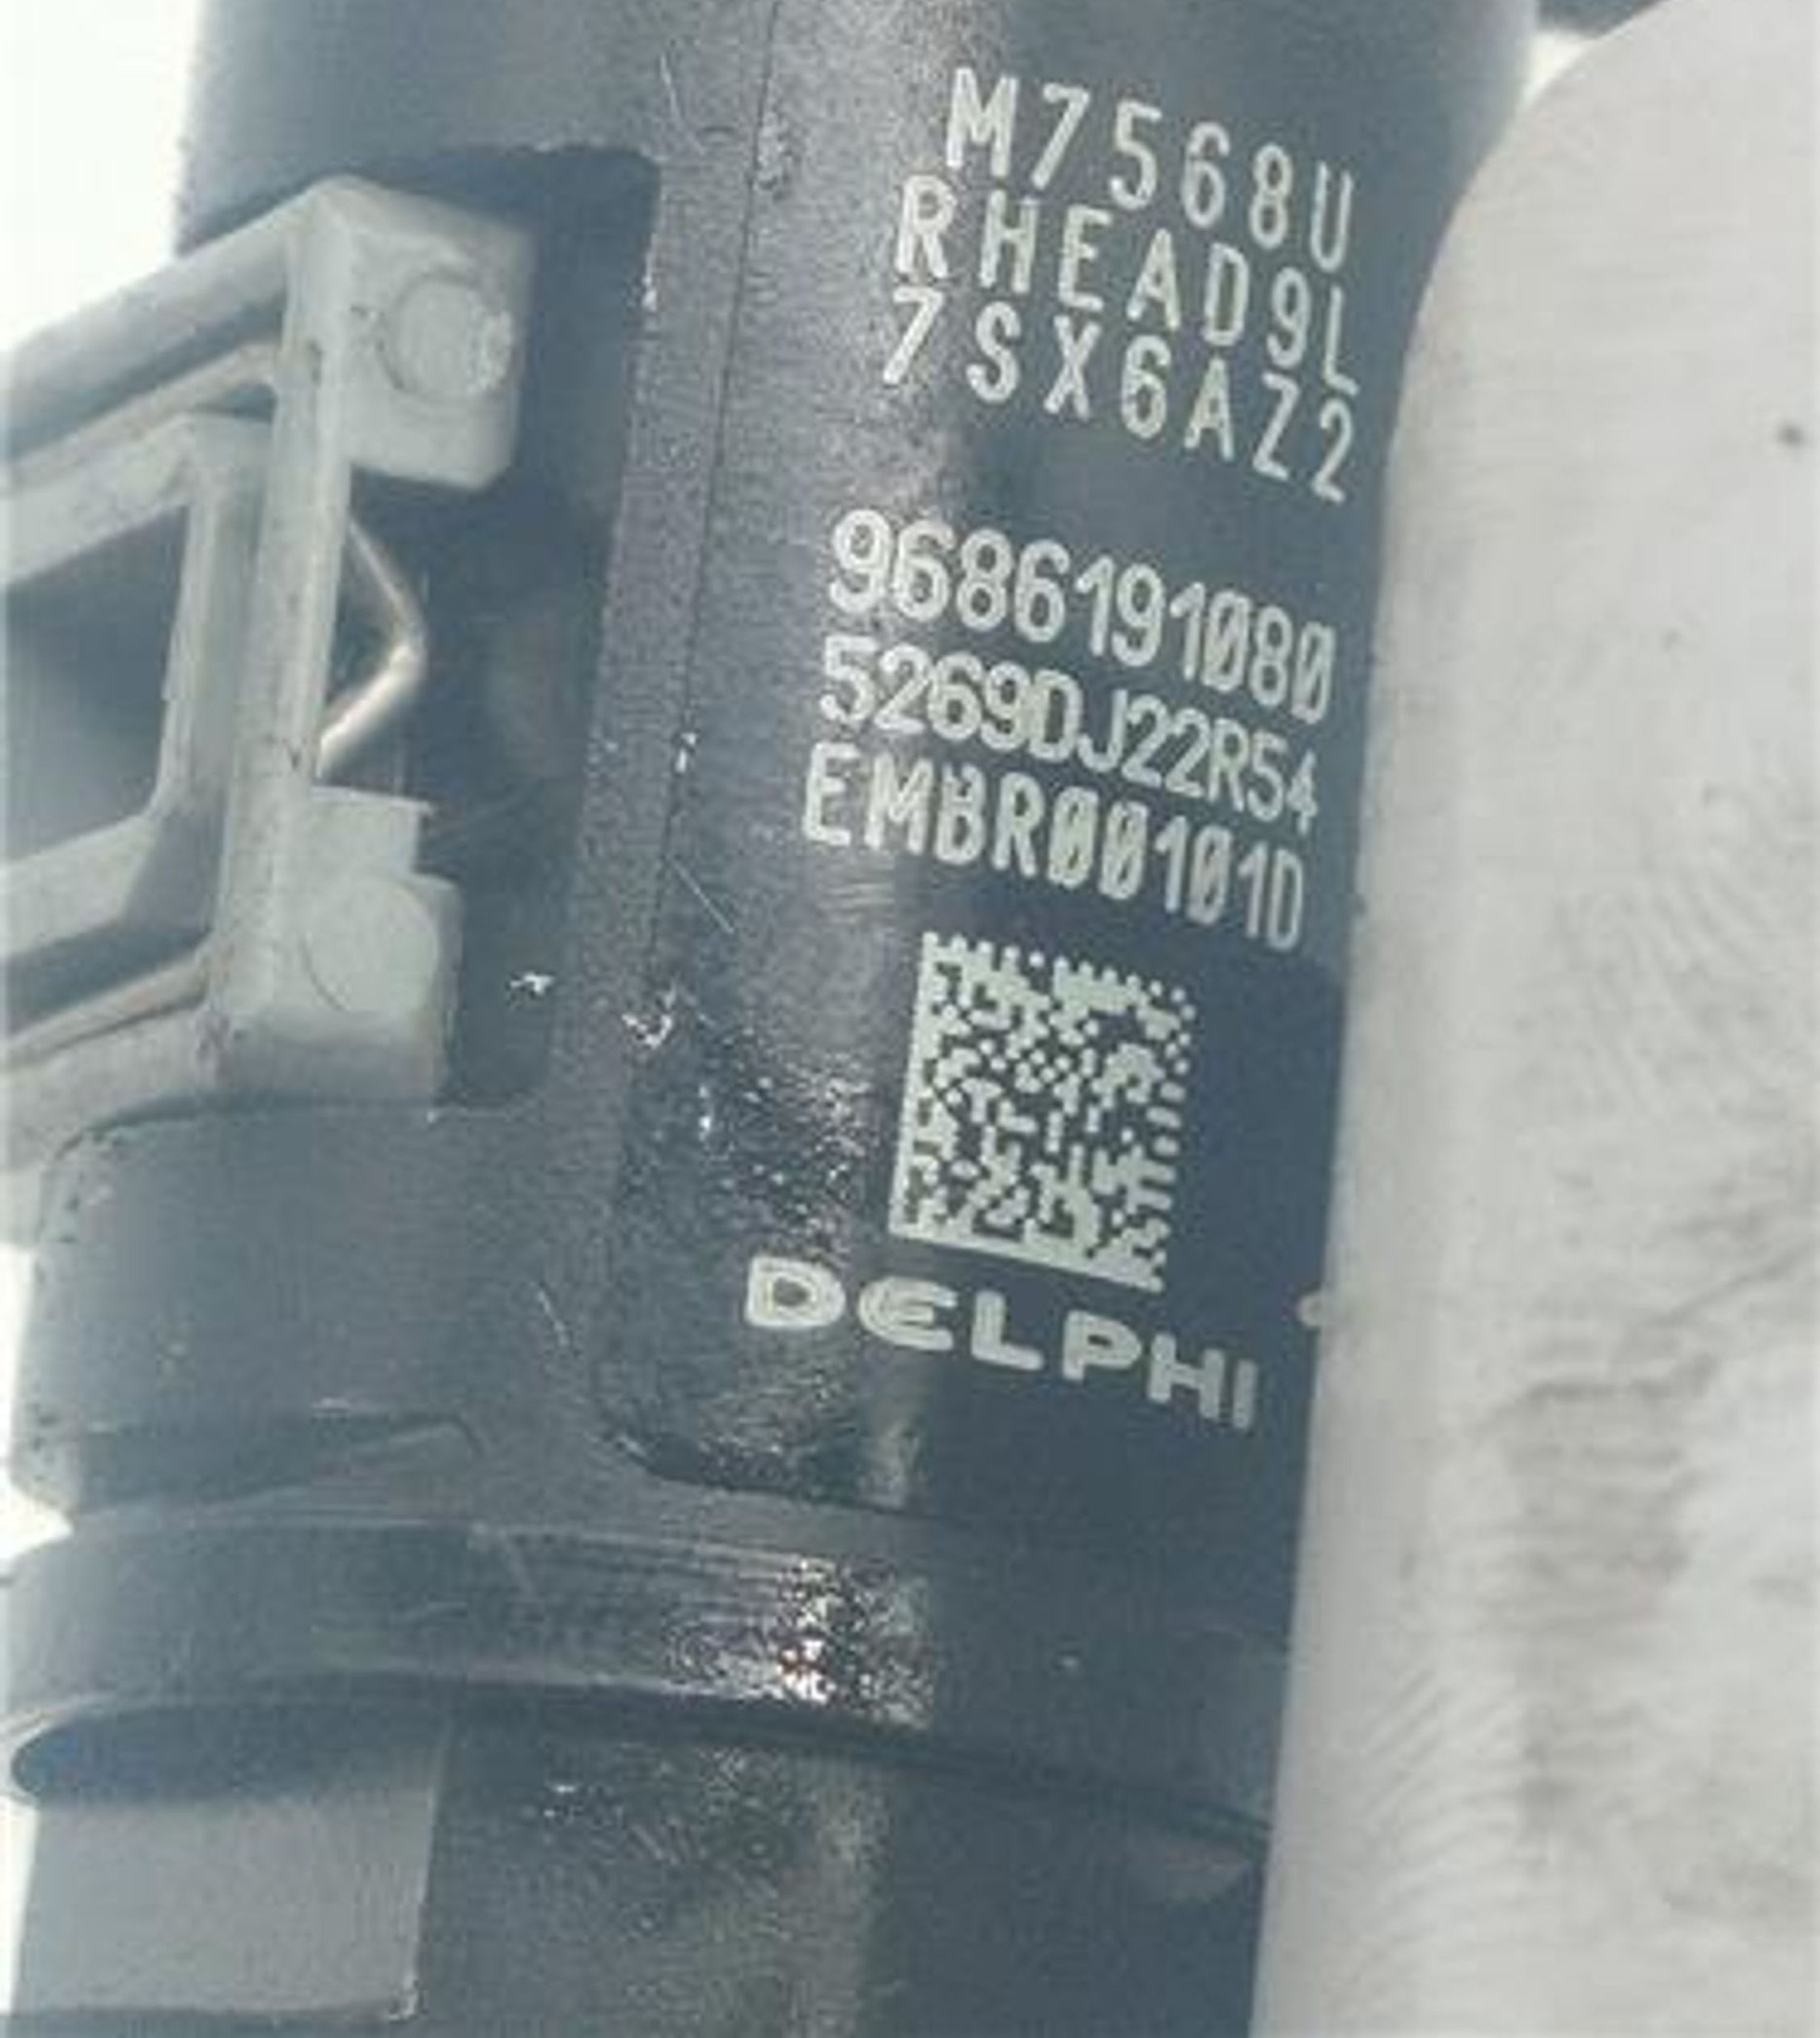 M7568U
RHEAD9L
7SX6AZ2
9686191080
5269DJ22R54
EMBR00101D
DELPHI